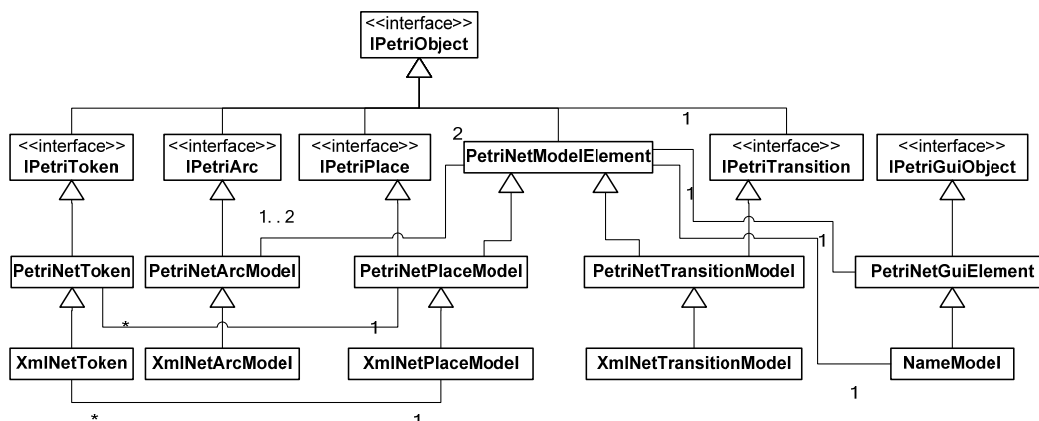 <<interface>>
IPetriObject
1
2
<<interface>>
IPetriToken
<<interface>>
IPetriArc
<<interface>>
IPetriPlace
PetriNetModelElement
<<interface>>
IPetriTransition
<<interface>>
IPetriGuiObject
1
1..2
1
PetriNetToken
PetriNetArcModel
PetriNetPlaceModel
PetriNetTransitionModel
PetriNetGuiElement
*
1
XmlNetToken
XmlNetArcModel
XmlNetPlaceModel
XmlNetTransitionModel
NameModel
1
*
1